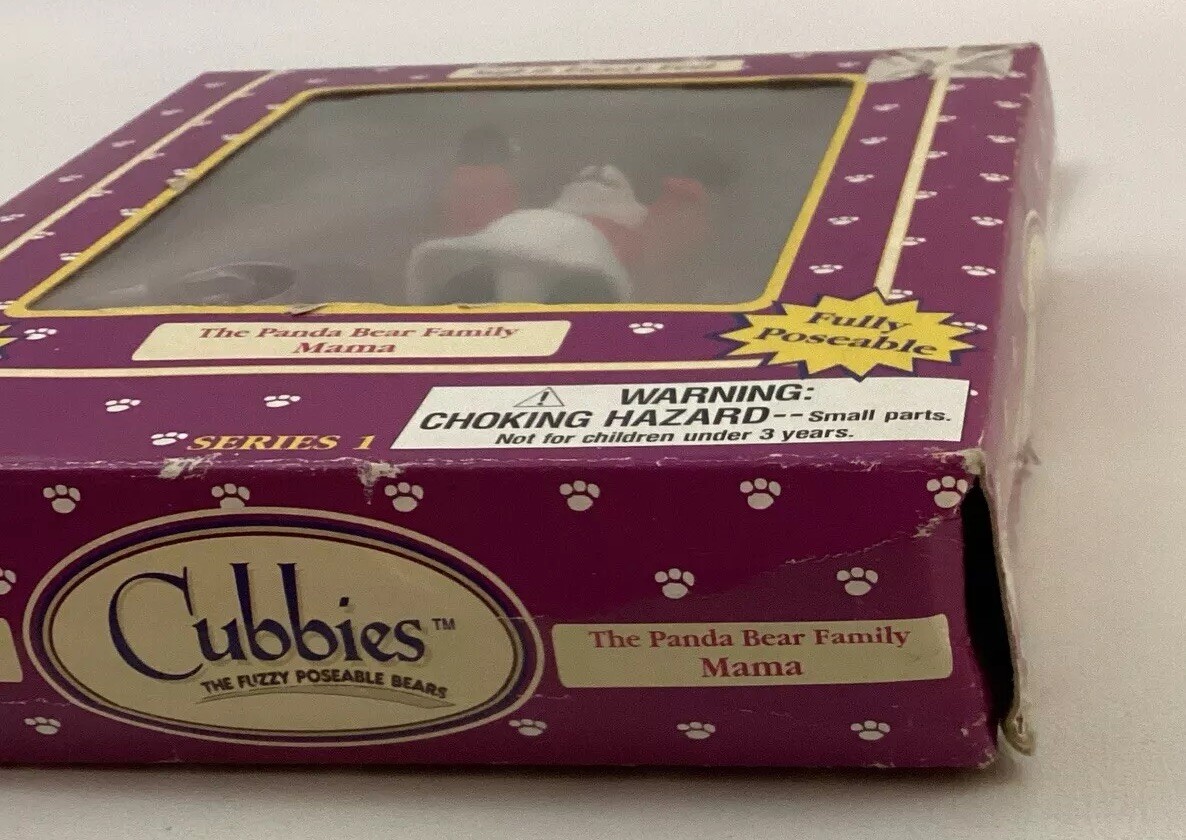 The Panda Bear Family
Mama
Fully
Poseable
WARNING:
CHOKING HAZARD-- Small parts.
Not for children under 3 years.
SERIES 1
Cubbies™
THE FUZZY POSEABLE BEARS
The Panda Bear Family
Mama